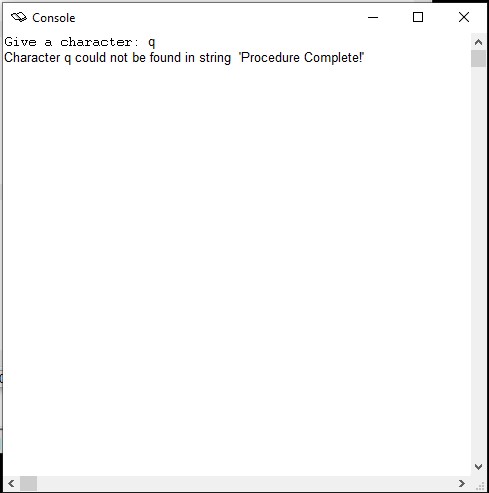 Console
Give a character: q
Character q could not be found in string  'Procedure Complete!'